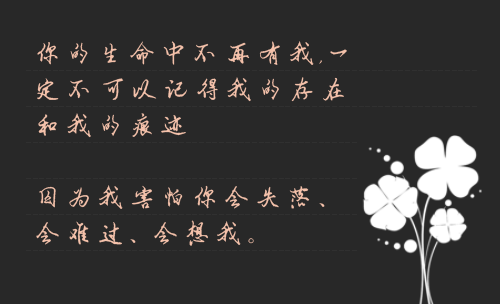 你的生命中不再有我,一
定不可以记得我的存在
和我的痕迹
因为我害怕你会失落、
会难过、会想我。